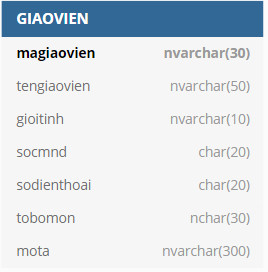 GIAOVIEN
magiaovien nvarchar(30)
tengiaovien nvarchar(50)
gioitinh nvarchar(10)
socmnd char(20)
sodienthoai char(20)
tobomon nchar(30)
mota nvarchar(300)